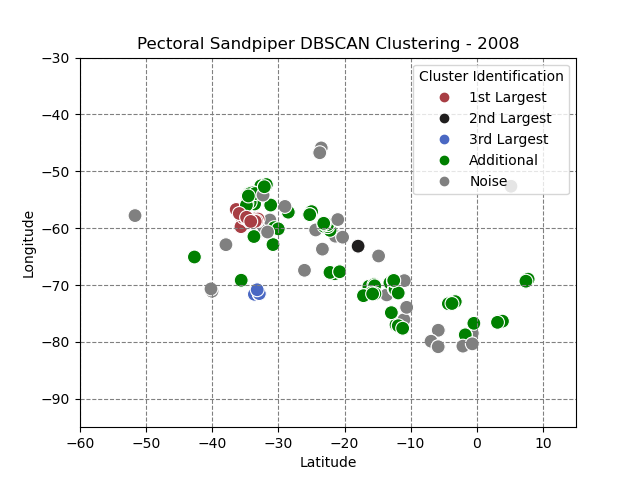 Pectoral Sandpiper DBSCAN Clustering - 2008
Cluster Identification
1st Largest
2nd Largest
3rd Largest
Additional
Noise
−30
−40
−50
−60
−70
−80
−90
Longitude
−60 −50 −40 −30 −20 −10 0 10
Latitude